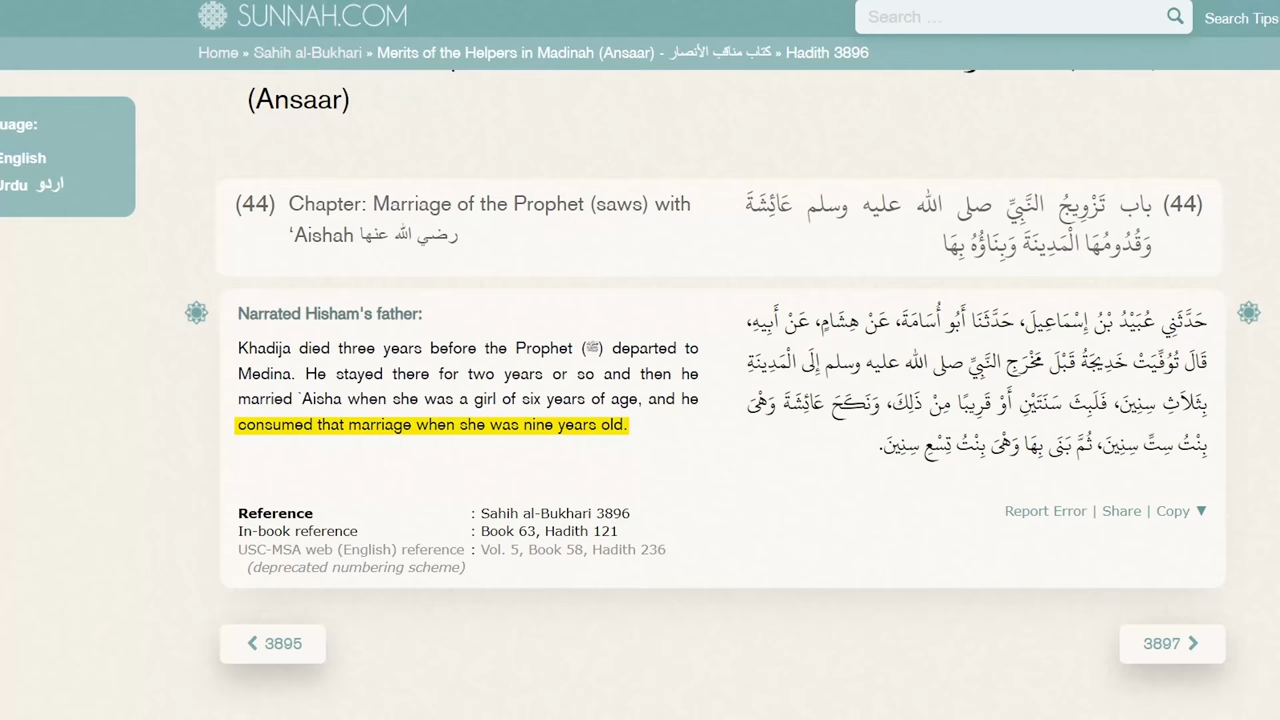 SUNNAH.COM
Search …
Search Tips
Home » Sahih al-Bukhari » Merits of the Helpers in Madinah (Ansaar) - كتاب مناقب الأنصار » Hadith 3896
(Ansaar)
uage:
English
Urdu اردو
(44) Chapter: Marriage of the Prophet (saws) with
‘Aishah رضي الله عنها
(44) باب تَزْوِيجُ النَّبِيِّ صلى الله عليه وسلم عَائِشَةَ
وَقُدُومُهَا الْمَدِينَةَ وَبِنَاؤُهُ بِهَا
Narrated Hisham's father:
Khadija died three years before the Prophet (ﷺ) departed to
Medina. He stayed there for two years or so and then he
married `Aisha when she was a girl of six years of age, and he
consumed that marriage when she was nine years old.
حَدَّثَنِي عُبَيْدُ بْنُ إِسْمَاعِيلَ، حَدَّثَنَا أَبُو أُسَامَةَ، عَنْ هِشَامٍ، عَنْ أَبِيهِ،
قَالَ تُوُفِّيَتْ خَدِيجَةُ قَبْلَ مَخْرَجِ النَّبِيِّ صلى الله عليه وسلم إِلَى الْمَدِينَةِ
بِثَلاَثِ سِنِينَ، فَلَبِثَ سَنَتَيْنِ أَوْ قَرِيبًا مِنْ ذَلِكَ، وَنَكَحَ عَائِشَةَ وَهْىَ
بِنْتُ سِتِّ سِنِينَ، ثُمَّ بَنَى بِهَا وَهْىَ بِنْتُ تِسْعِ سِنِينَ.
Reference : Sahih al-Bukhari 3896
In-book reference : Book 63, Hadith 121
USC-MSA web (English) reference : Vol. 5, Book 58, Hadith 236
(deprecated numbering scheme)
Report Error | Share | Copy ▼
3895
3897